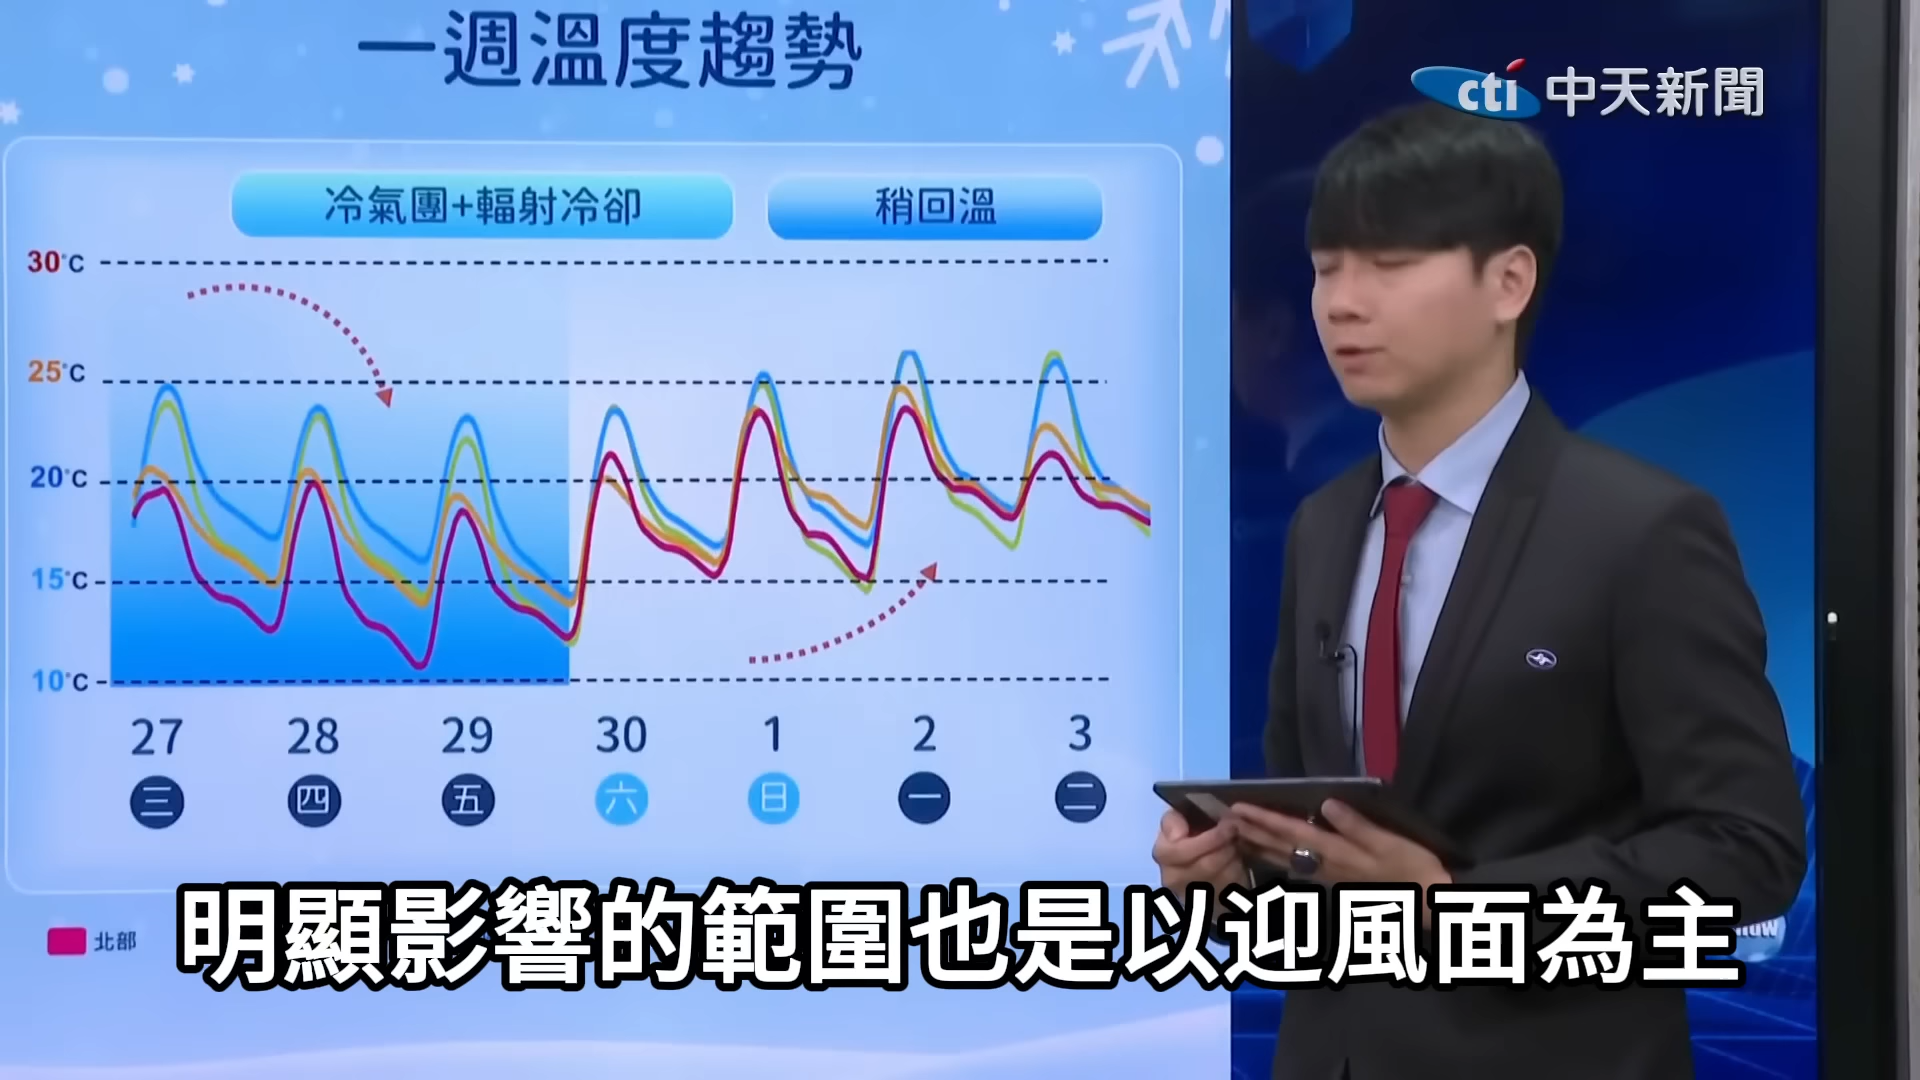 一週溫度趨勢
cti 中天新聞
冷氣團+輻射冷卻
稍回溫
30°C
25°C
20°C
15°C
10°C
27 28 29 30 1 2 3
三 四 五 六 日 一 二
北部
明顯影響的範圍也是以迎風面為主